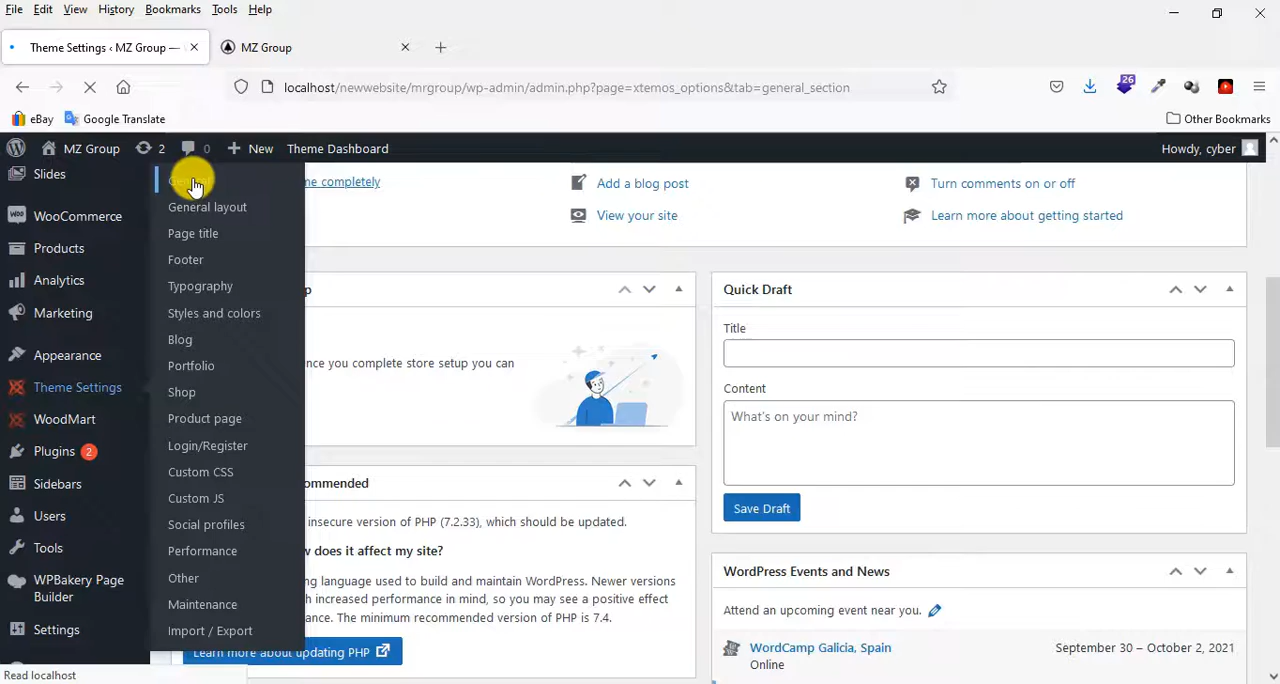 File Edit View History Bookmarks Tools Help
Theme Settings ‹ MZ Group —
MZ Group
localhost/newwebsite/mrgroup/wp-admin/admin.php?page=xtemos_options&tab=general_section
26
eBay
Google Translate
Other Bookmarks
MZ Group 2 0 New Theme Dashboard
Howdy, cyber
Slides
WooCommerce
Products
Analytics
Marketing
Appearance
Theme Settings
WoodMart
Plugins 2
Sidebars
Users
Tools
WPBakery Page
Builder
Settings
General layout
Page title
Footer
Typography
Styles and colors
Blog
Portfolio
Shop
Product page
Login/Register
Custom CSS
Custom JS
Social profiles
Performance
Other
Maintenance
Import / Export
me completely
Add a blog post
View your site
Turn comments on or off
Learn more about getting started
p
nce you complete store setup you can
Quick Draft
Title
Content
What's on your mind?
Save Draft
ommended
insecure version of PHP (7.2.33), which should be updated.
w does it affect my site?
ng language used to build and maintain WordPress. Newer versions
h increased performance in mind, so you may see a positive effect
rmance. The minimum recommended version of PHP is 7.4.
Learn more about updating PHP
WordPress Events and News
Attend an upcoming event near you.
WordCamp Galicia, Spain
September 30 – October 2, 2021
Online
Read localhost